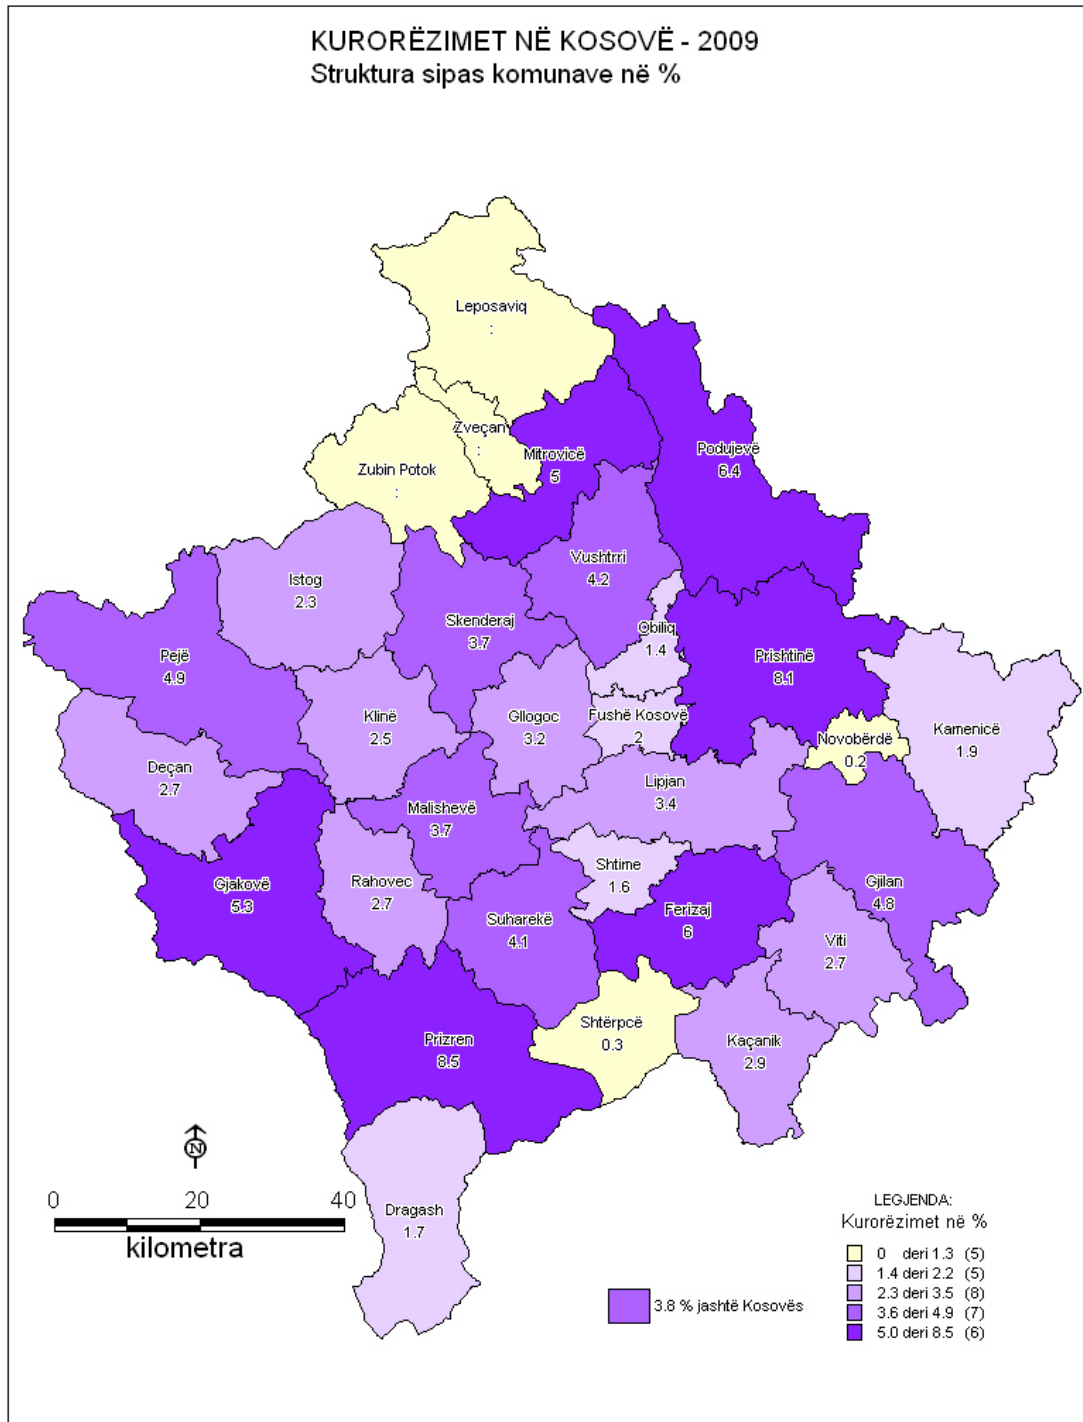 KURORËZIMET NË KOSOVË - 2009
Struktura sipas komunave në %
Leposaviq
:
Zveçan
:
Zubin Potok
:
Mitrovicë
5
Podujevë
6.4
Vushtrri
4.2
Istog
2.3
Skenderaj
3.7
Obiliq
1.4
Pejë
4.9
Prishtinë
8.1
Klinë
2.5
Gllogoc
3.2
Fushë Kosovë
2
Novobërdë
0.2
Kamenicë
1.9
Deçan
2.7
Lipjan
3.4
Malishevë
3.7
Shtime
1.6
Gjakovë
5.3
Rahovec
2.7
Gjilan
4.8
Suharekë
4.1
Ferizaj
6
Viti
2.7
Shtërpcë
0.3
Prizren
8.5
Kaçanik
2.9
Dragash
1.7
N
0 20 40
kilometra
3.8 % jashtë Kosovës
LEGJENDA:
Kurorëzimet në %
0 deri 1.3 (5)
1.4 deri 2.2 (5)
2.3 deri 3.5 (8)
3.6 deri 4.9 (7)
5.0 deri 8.5 (6)